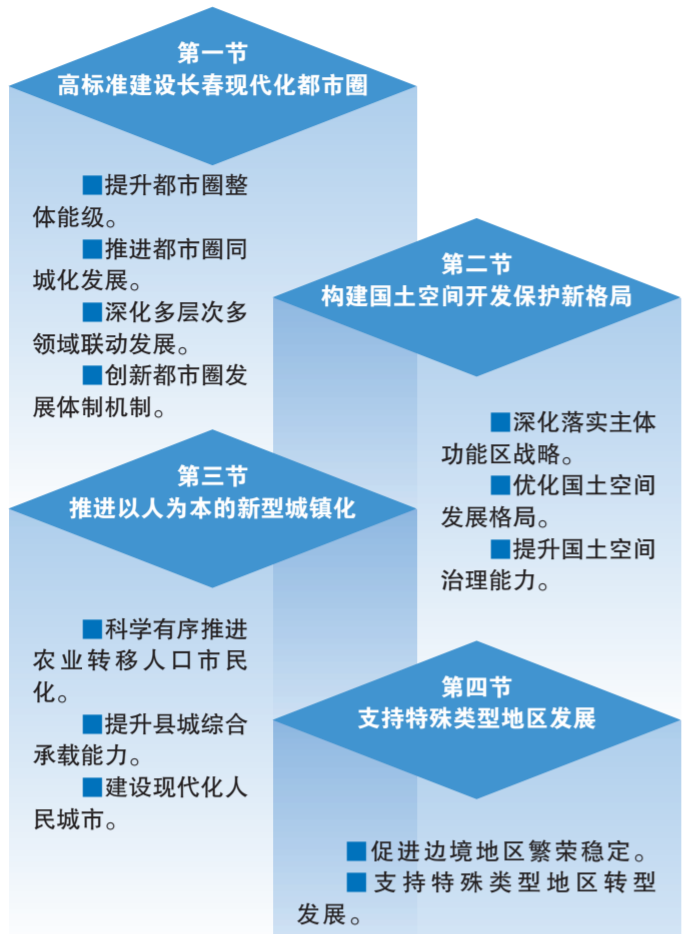 第一节
高标准建设长春现代化都市圈
■提升都市圈整
体能级。
■推进都市圈同
城化发展。
■深化多层次多
领域联动发展。
■创新都市圈发
展体制机制。
第二节
构建国土空间开发保护新格局
■深化落实主体
功能区战略。
■优化国土空间
发展格局。
■提升国土空间
治理能力。
第三节
推进以人为本的新型城镇化
■科学有序推进
农业转移人口市民
化。
■提升县城综合
承载能力。
■建设现代化人
民城市。
第四节
支持特殊类型地区发展
■促进边境地区繁荣稳定。
■支持特殊类型地区转型
发展。